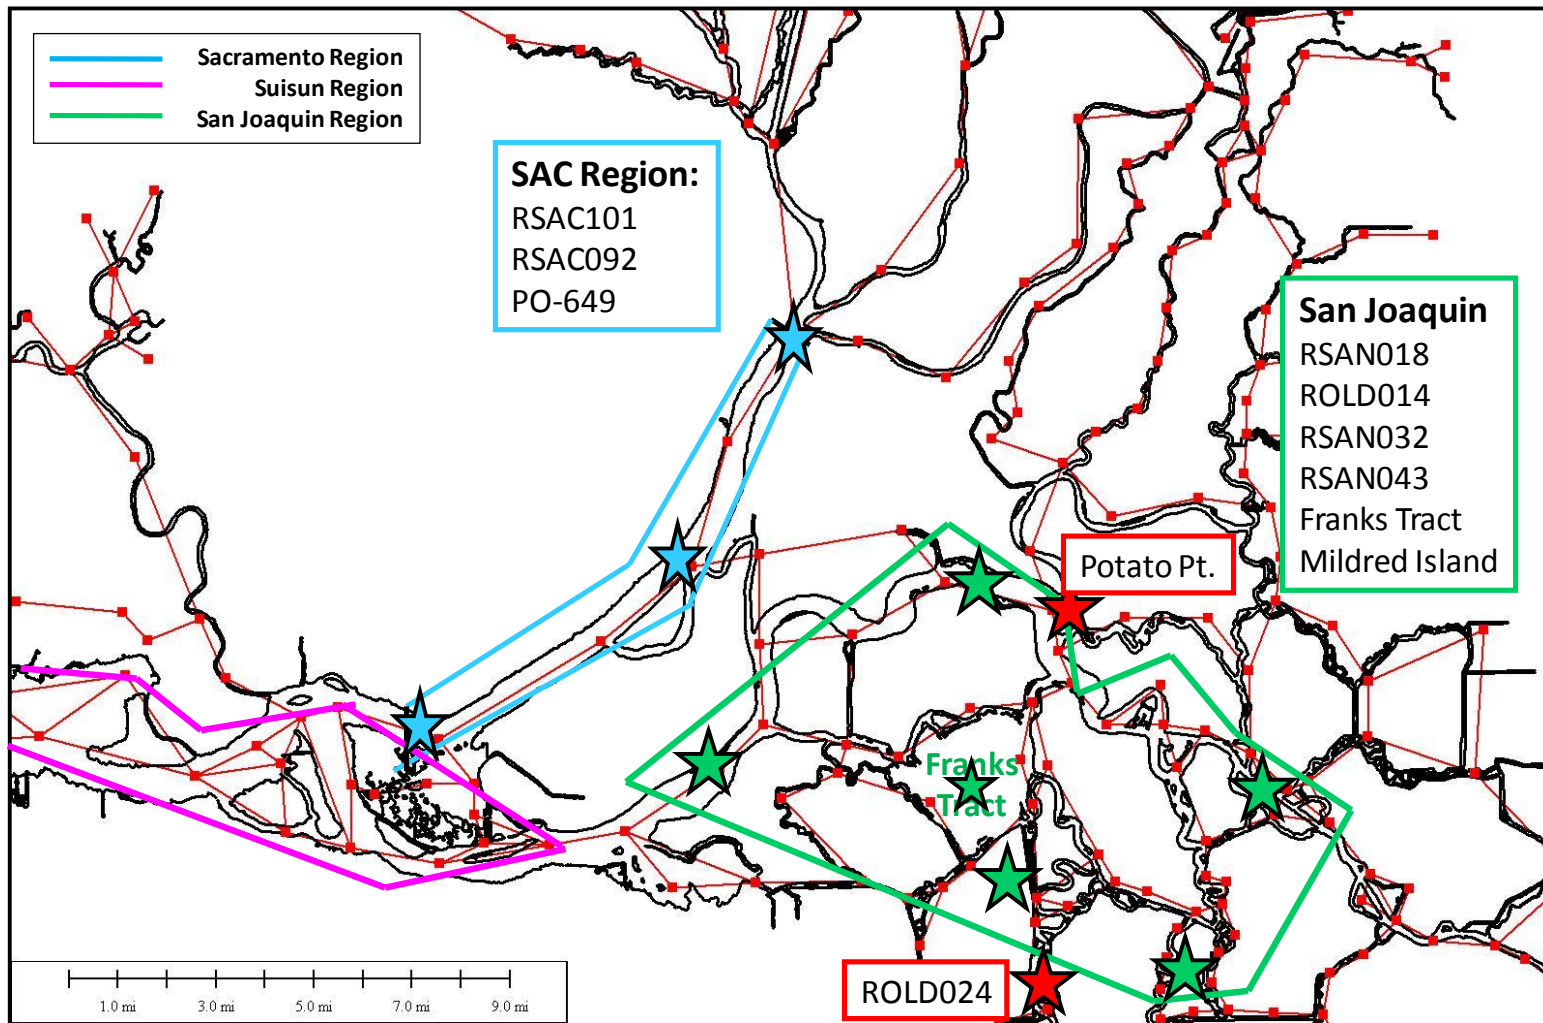 Sacramento Region
Suisun Region
San Joaquin Region
SAC Region:
RSAC101
RSAC092
PO-649
San Joaquin
RSAN018
ROLD014
RSAN032
RSAN043
Franks Tract
Mildred Island
Potato Pt.
Franks
Tract
ROLD024
1.0 mi 3.0 mi 5.0 mi 7.0 mi 9.0 mi